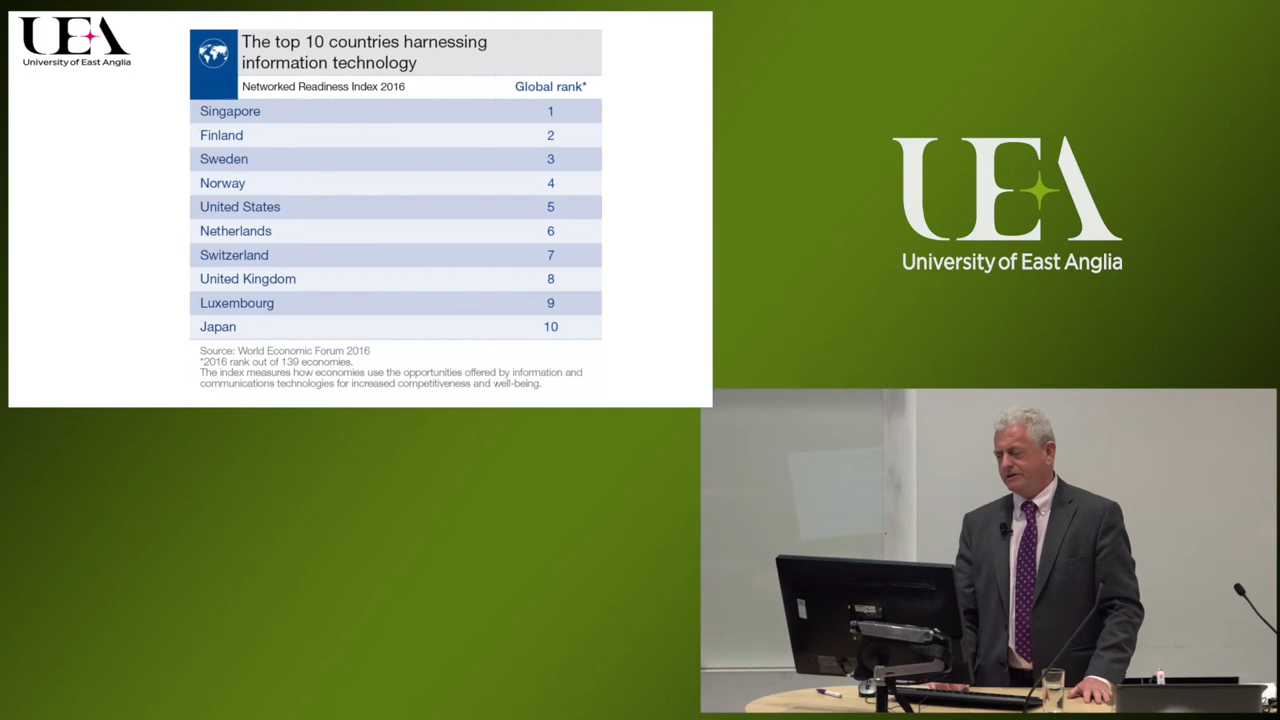 UEA
University of East Anglia
The top 10 countries harnessing
information technology
Networked Readiness Index 2016 Global rank*
Singapore 1
Finland 2
Sweden 3
Norway 4
United States 5
Netherlands 6
Switzerland 7
United Kingdom 8
Luxembourg 9
Japan 10
Source: World Economic Forum 2016
*2016 rank out of 139 economies.
The index measures how economies use the opportunities offered by information and
communications technologies for increased competitiveness and well-being.
UEA
University of East Anglia